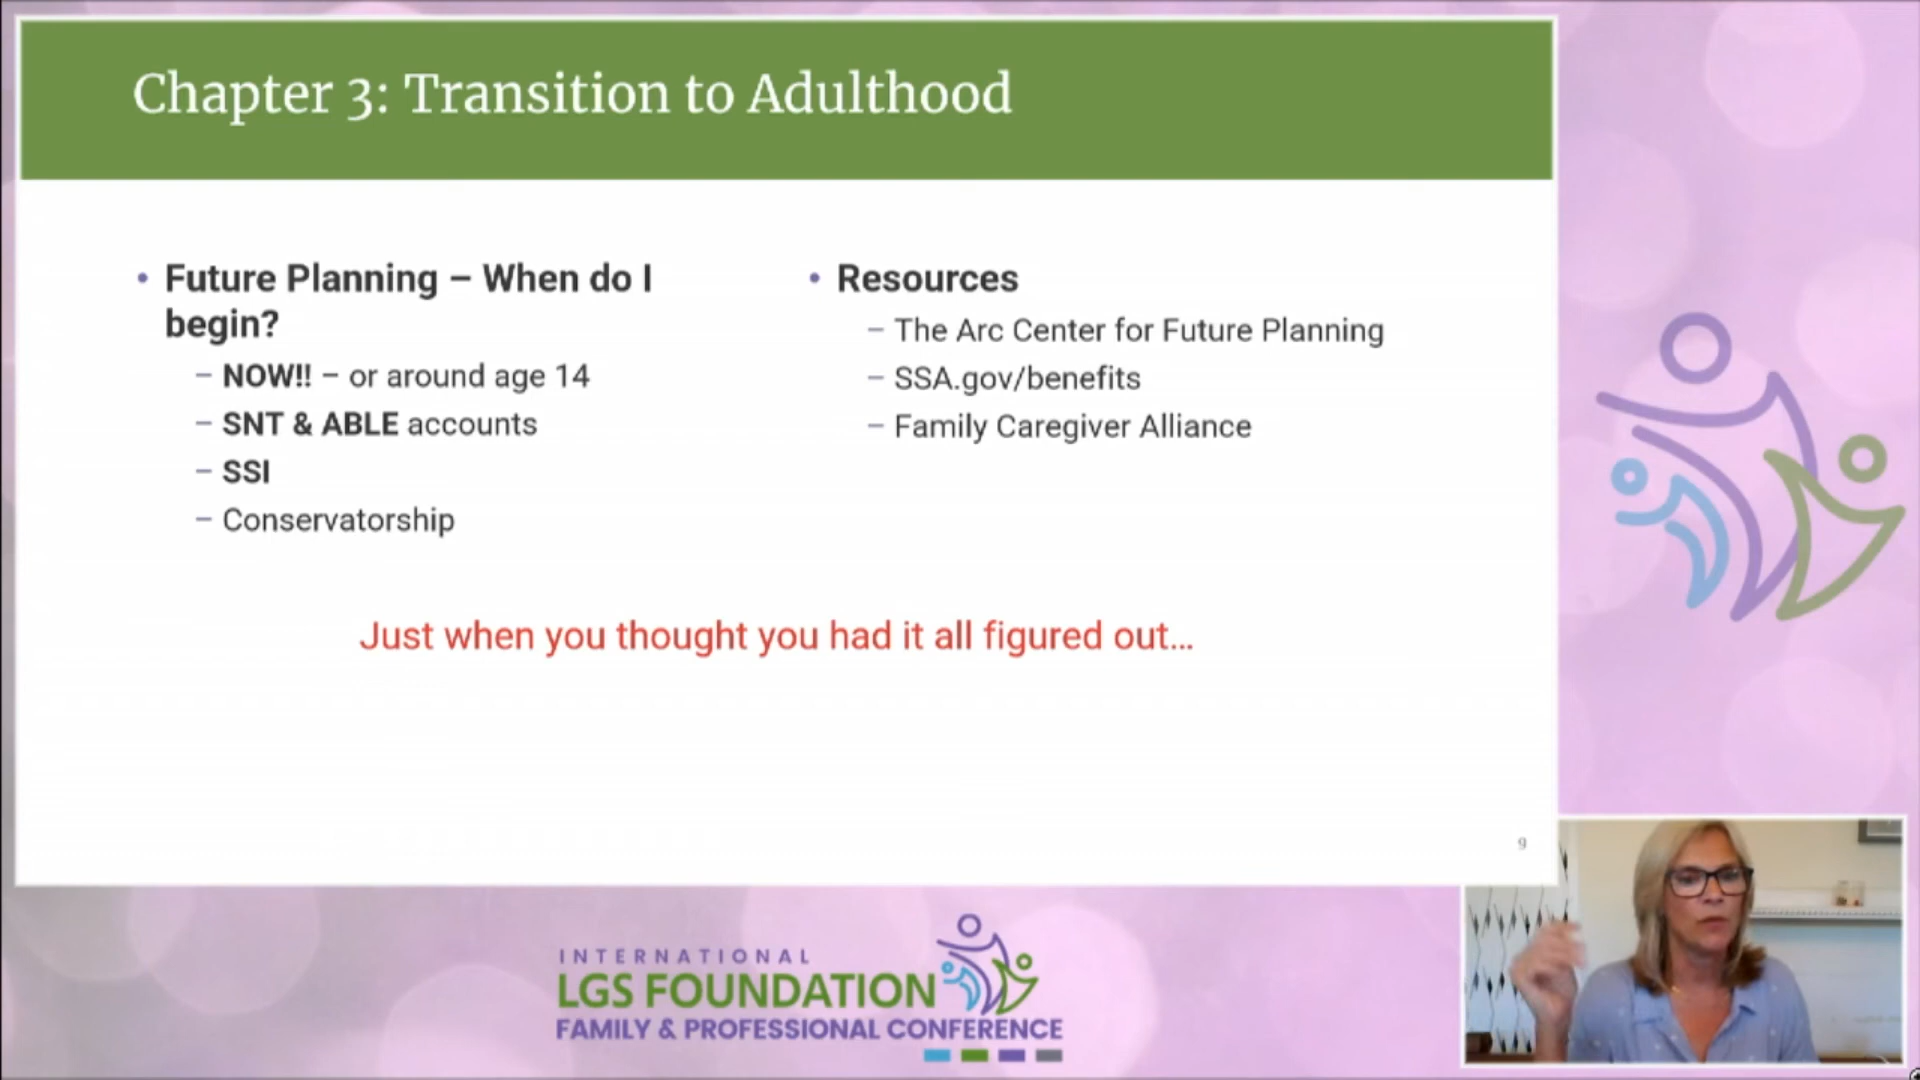 Chapter 3: Transition to Adulthood
• Future Planning – When do I
begin?
– NOW!! – or around age 14
– SNT & ABLE accounts
– SSI
– Conservatorship
• Resources
– The Arc Center for Future Planning
– SSA.gov/benefits
– Family Caregiver Alliance
Just when you thought you had it all figured out...
9
INTERNATIONAL
LGS FOUNDATION
FAMILY & PROFESSIONAL CONFERENCE